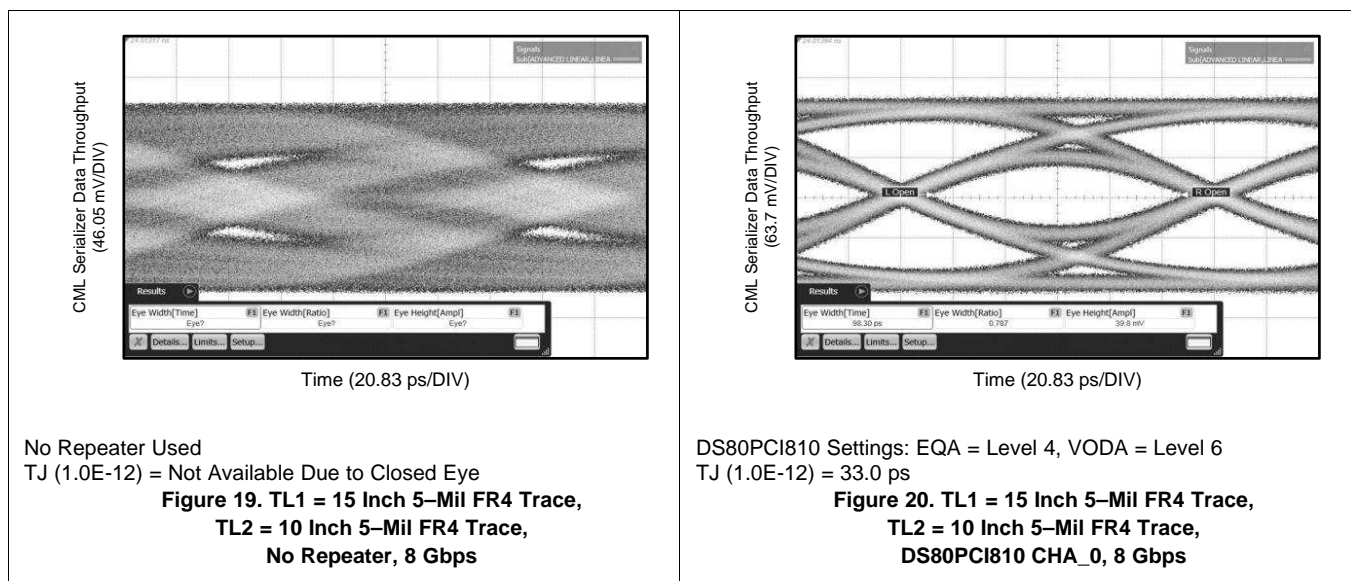 24.01217 ns
Signals
Sub[ADVANCED LINEAR,LINEA
CML Serializer Data Throughput
(46.05 mV/DIV)
Results
Eye Width[Time] F1 Eye Width[Ratio] F1 Eye Height[Ampl] F1
Eye? Eye? Eye?
Details... Limits... Setup...
Time (20.83 ps/DIV)
No Repeater Used
TJ (1.0E-12) = Not Available Due to Closed Eye
Figure 19. TL1 = 15 Inch 5–Mil FR4 Trace,
TL2 = 10 Inch 5–Mil FR4 Trace,
No Repeater, 8 Gbps
Signals
Sub[ADVANCED LINEAR,LINEA
CML Serializer Data Throughput
(63.7 mV/DIV)
L Open R Open
Results
Eye Width[Time] F1 Eye Width[Ratio] F1 Eye Height[Ampl] F1
98.30 ps 0.787 39.8 mV
Details... Limits... Setup...
Time (20.83 ps/DIV)
DS80PCI810 Settings: EQA = Level 4, VODA = Level 6
TJ (1.0E-12) = 33.0 ps
Figure 20. TL1 = 15 Inch 5–Mil FR4 Trace,
TL2 = 10 Inch 5–Mil FR4 Trace,
DS80PCI810 CHA_0, 8 Gbps